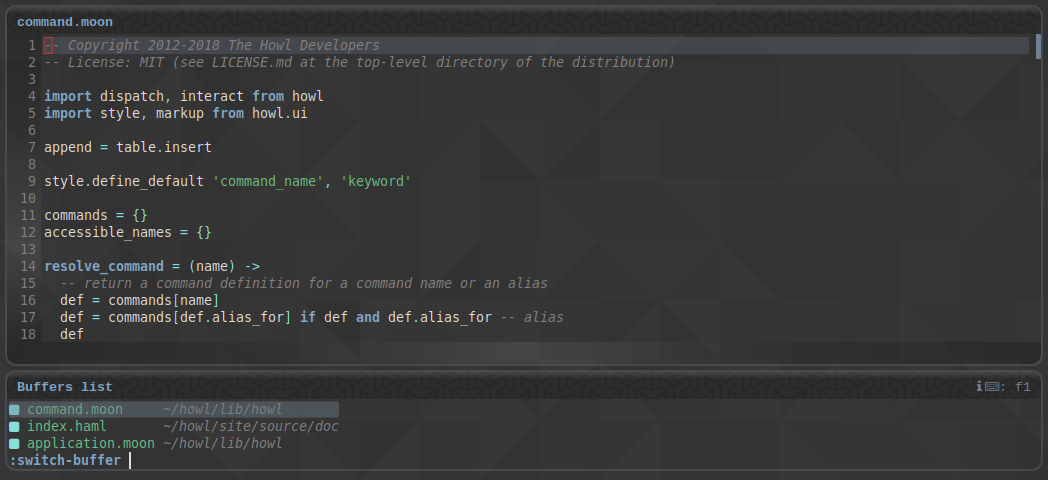 command.moon
1 -- Copyright 2012-2018 The Howl Developers
2 -- License: MIT (see LICENSE.md at the top-level directory of the distribution)
3
4 import dispatch, interact from howl
5 import style, markup from howl.ui
6
7 append = table.insert
8
9 style.define_default 'command_name', 'keyword'
10
11 commands = {}
12 accessible_names = {}
13
14 resolve_command = (name) ->
15   -- return a command definition for a command name or an alias
16   def = commands[name]
17   def = commands[def.alias_for] if def and def.alias_for -- alias
18   def
Buffers list ℹ⌨: f1
command.moon ~/howl/lib/howl
index.haml ~/howl/site/source/doc
application.moon ~/howl/lib/howl
:switch-buffer